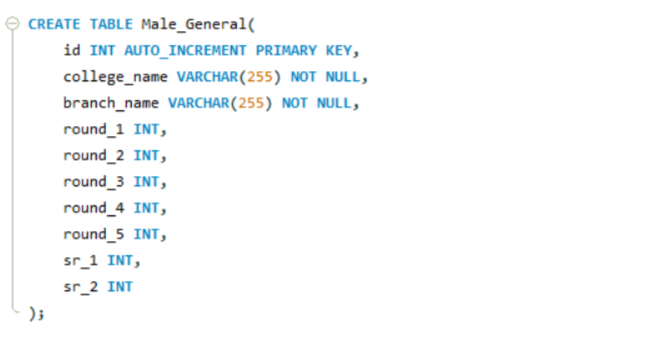 CREATE TABLE Male_General(
id INT AUTO_INCREMENT PRIMARY KEY,
college_name VARCHAR(255) NOT NULL,
branch_name VARCHAR(255) NOT NULL,
round_1 INT,
round_2 INT,
round_3 INT,
round_4 INT,
round_5 INT,
sr_1 INT,
sr_2 INT
);